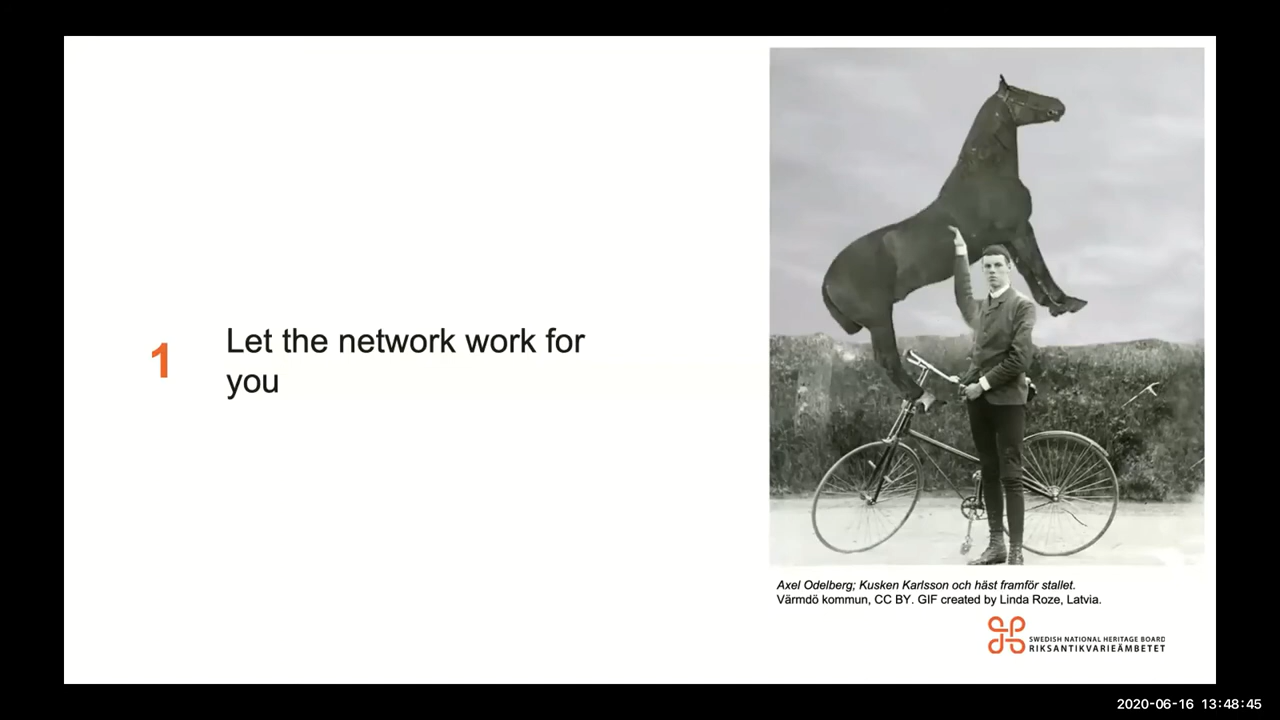 1
Let the network work for
you
Axel Odelberg; Kusken Karlsson och häst framför stallet.
Värmdö kommun, CC BY. GIF created by Linda Roze, Latvia.
SWEDISH NATIONAL HERITAGE BOARD
RIKSANTIKVARIEÄMBETET
2020-06-16 13:48:45